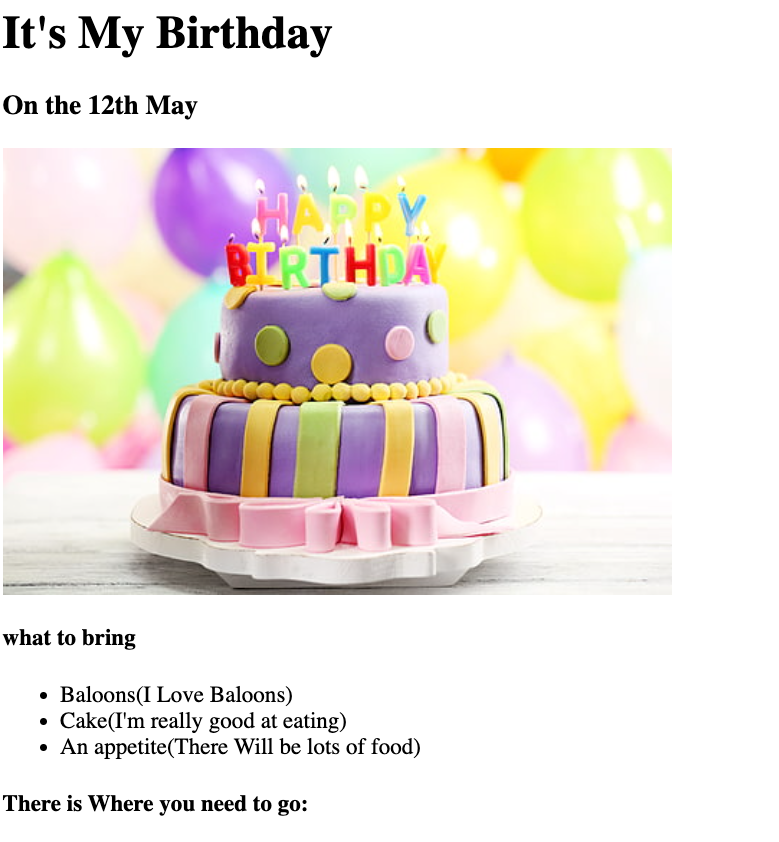 It's My Birthday
On the 12th May
HAPPY
BIRTHDAY
what to bring
Baloons(I Love Baloons)
Cake(I'm really good at eating)
An appetite(There Will be lots of food)
There is Where you need to go: